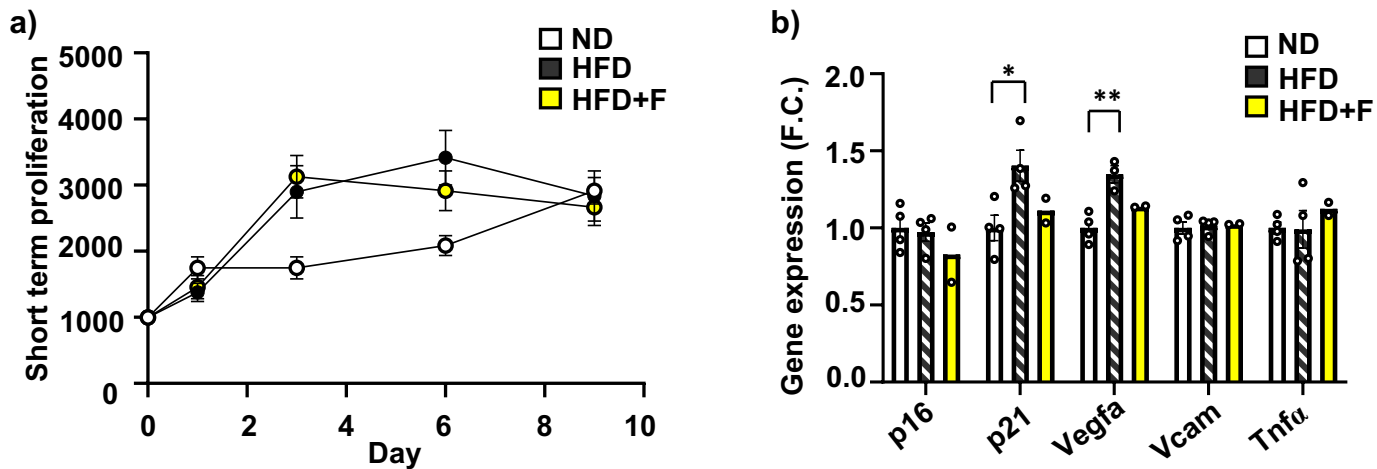 a)
ND
HFD
HFD+F
Short term proliferation
5000
4000
3000
2000
1000
0
0 2 4 6 8 10
Day
b)
ND
HFD
HFD+F
Gene expression (F.C.)
2.0
1.5
1.0
0.5
0.0
*
**
p16 p21 Vegfa Vcam Tnfα